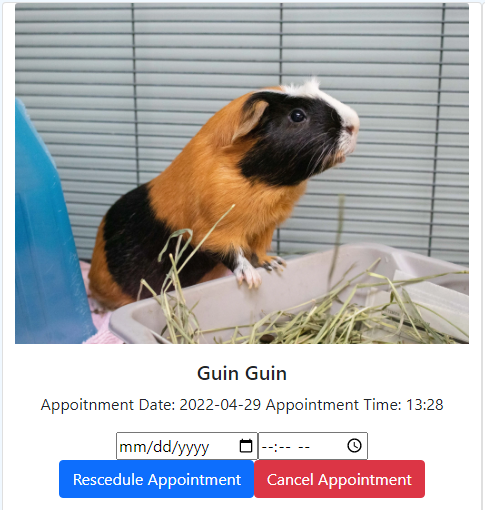 Guin Guin
Appoitnment Date: 2022-04-29 Appointment Time: 13:28
mm/dd/yyyy --:-- --
Rescedule Appointment Cancel Appointment